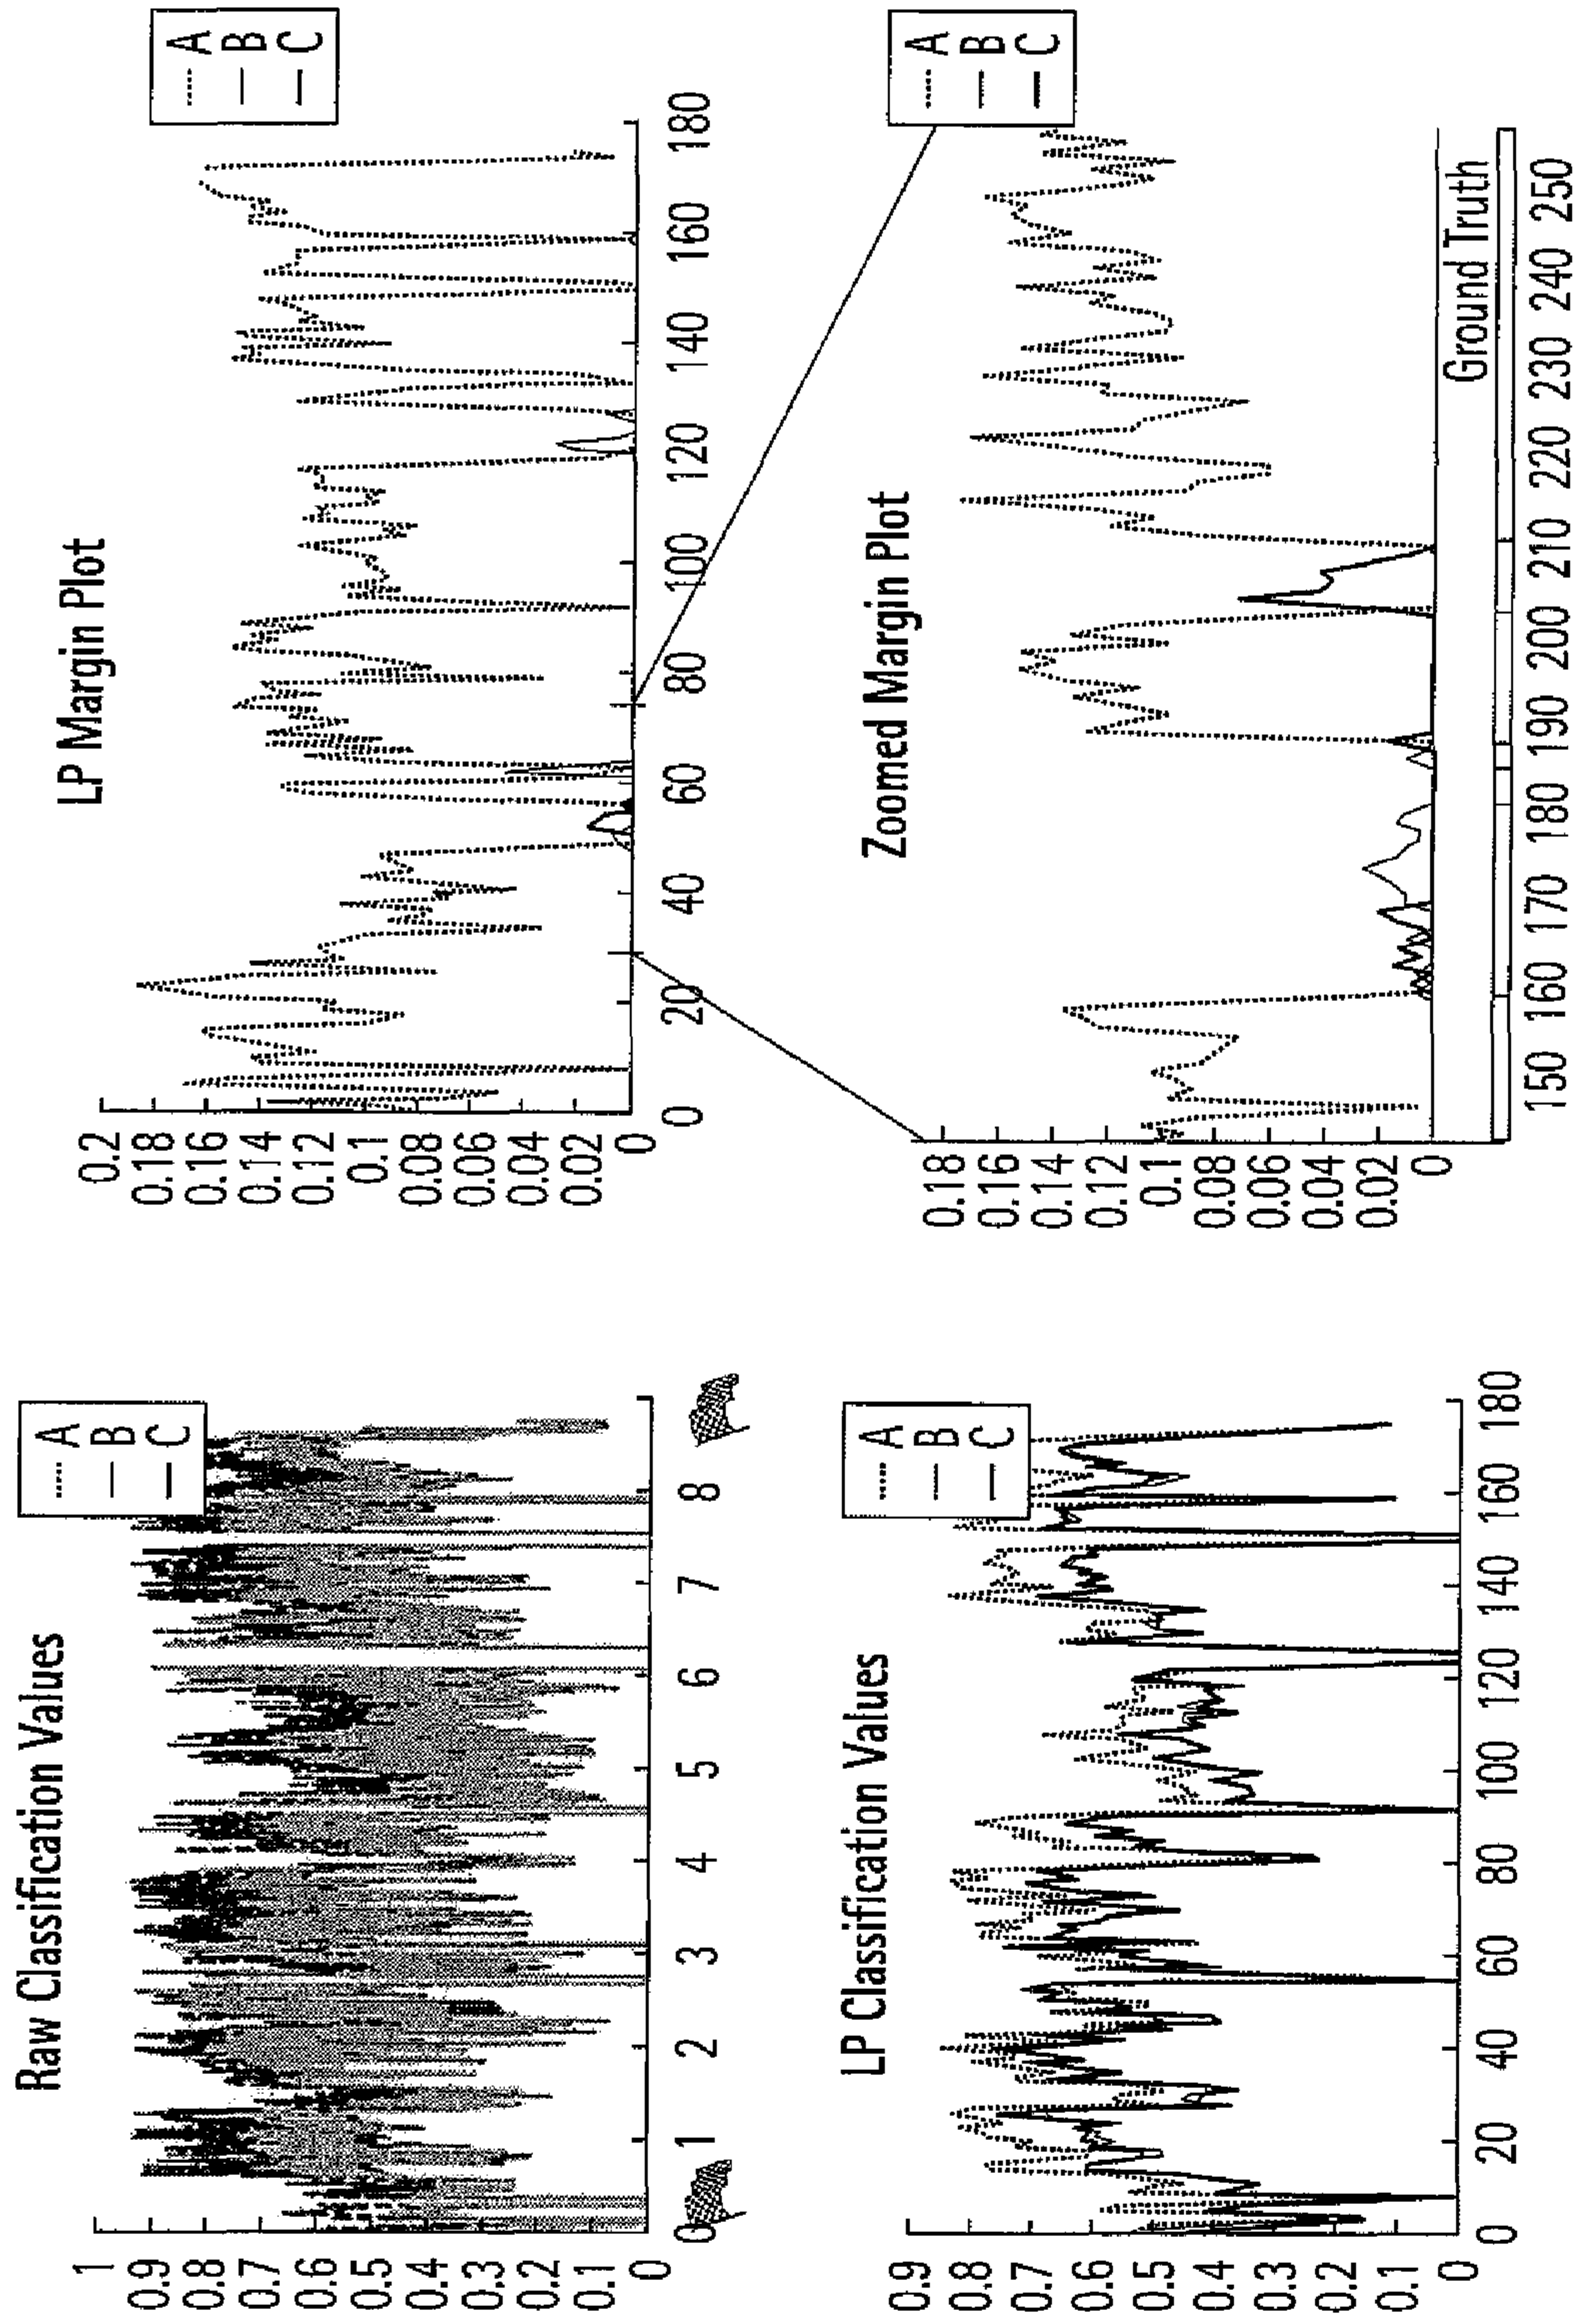 Raw Classification Values
A
B
C
1
0.9
0.8
0.7
0.6
0.5
0.4
0.3
0.2
0.1
0
0 1 2 3 4 5 6 7 8
LP Margin Plot
A
B
C
0.2
0.18
0.16
0.14
0.12
0.1
0.08
0.06
0.04
0.02
0
0 20 40 60 80 100 120 140 160 180
LP Classification Values
A
B
C
0.9
0.8
0.7
0.6
0.5
0.4
0.3
0.2
0.1
0
0 20 40 60 80 100 120 140 160 180
Zoomed Margin Plot
A
B
C
0.18
0.16
0.14
0.12
0.1
0.08
0.06
0.04
0.02
0
Ground Truth
150 160 170 180 190 200 210 220 230 240 250